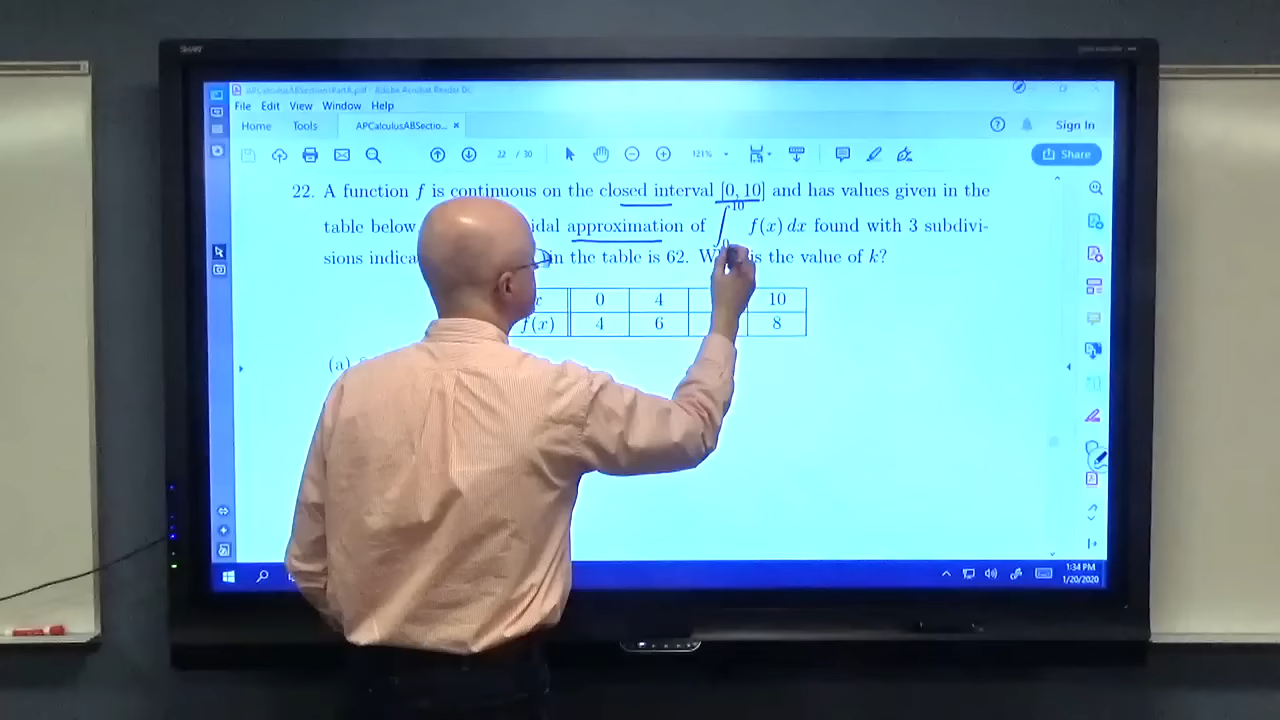 SMART
APCalculusABSection1PartA.pdf - Adobe Acrobat Reader DC
File Edit View Window Help
Home Tools APCalculusABSectio... ×
22 / 30 121% Sign In
Share
22. A function f is continuous on the closed interval [0, 10] and has values given in the
table below idal approximation of ∫₀¹⁰ f(x) dx found with 3 subdivi-
sions indica in the table is 62. is the value of k?
x 0 4 10
f(x) 4 6 8
(a)
1:34 PM
1/20/2020